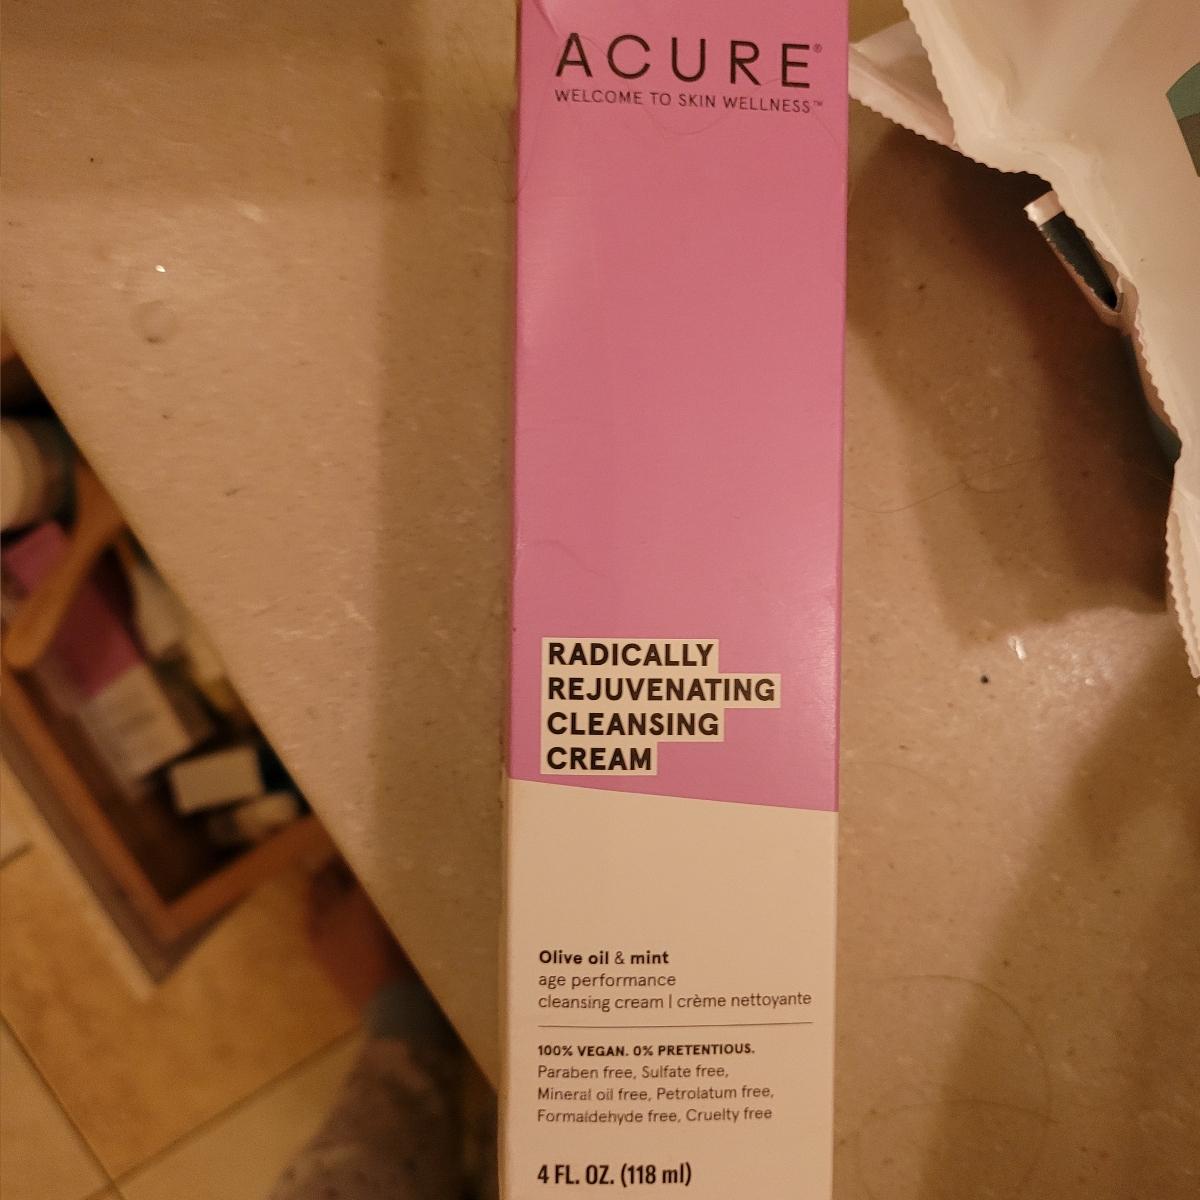 ACURE®
WELCOME TO SKIN WELLNESS™
RADICALLY
REJUVENATING
CLEANSING
CREAM
Olive oil & mint
age performance
cleansing cream | crème nettoyante
100% VEGAN. 0% PRETENTIOUS.
Paraben free, Sulfate free,
Mineral oil free, Petrolatum free,
Formaldehyde free, Cruelty free
4 FL. OZ. (118 ml)